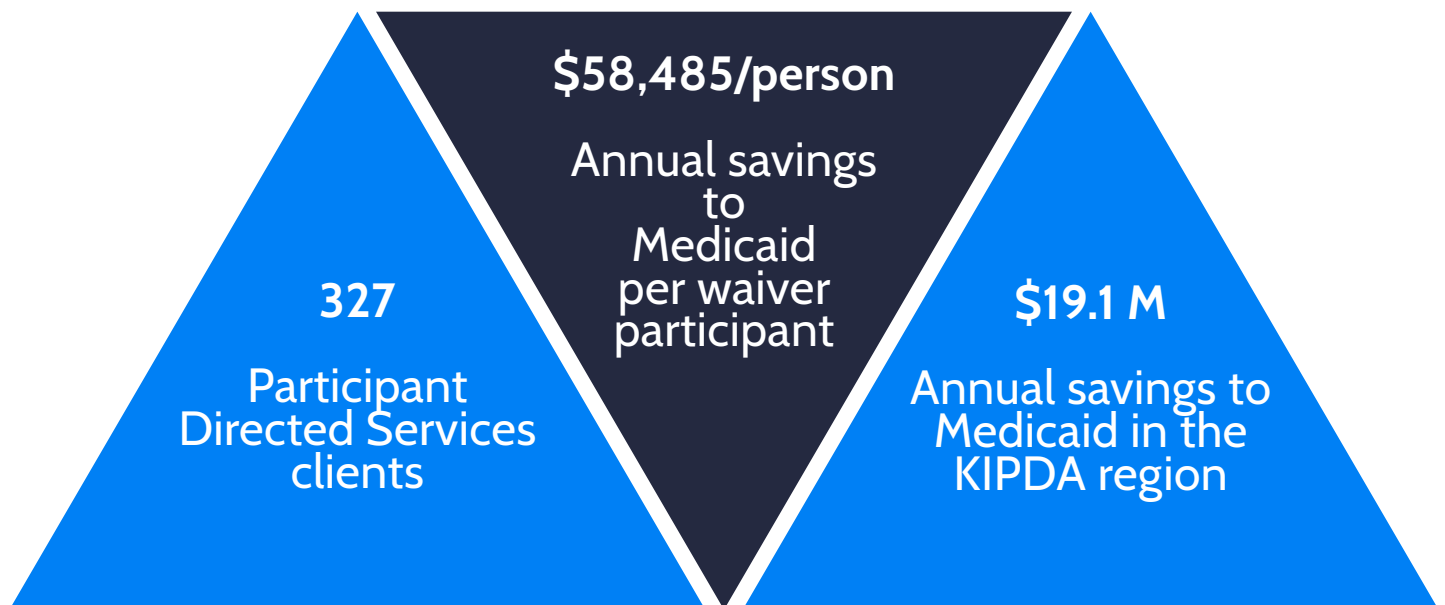 327
Participant
Directed Services
clients
$58,485/person
Annual savings
to
Medicaid
per waiver
participant
$19.1 M
Annual savings to
Medicaid in the
KIPDA region